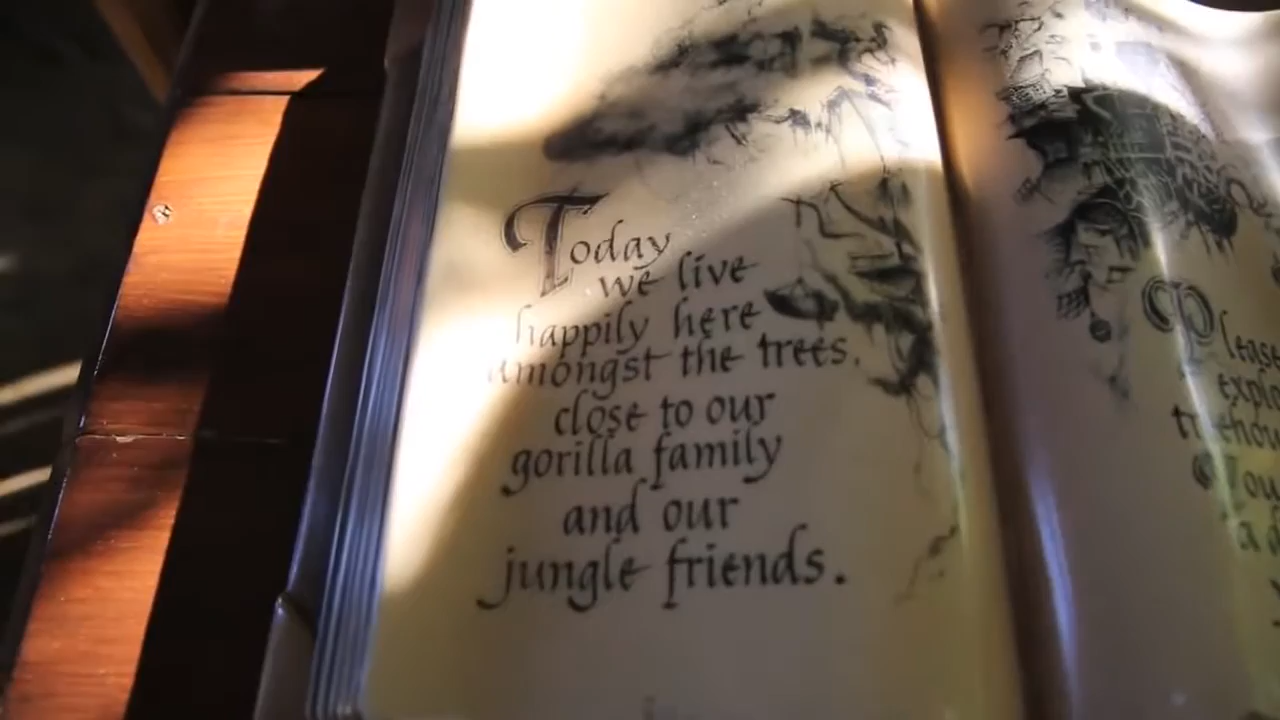 Today
we live
happily here
amongst the trees,
close to our
gorilla family
and our
jungle friends.
Please